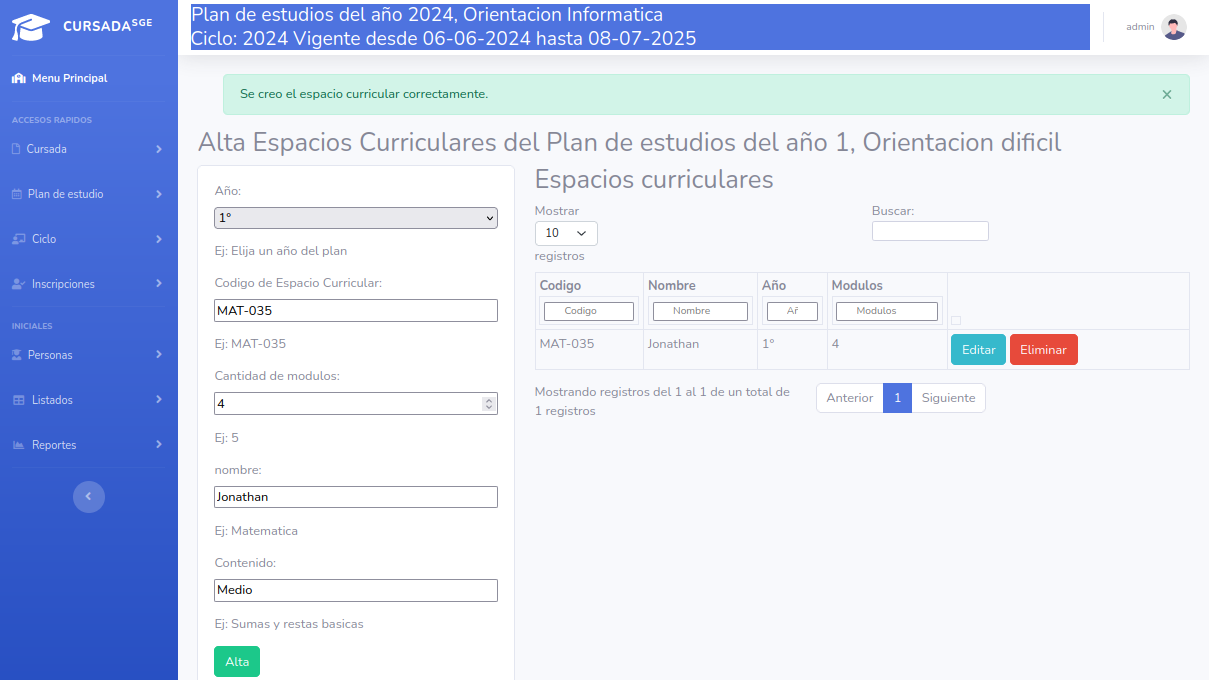 CURSADA SGE
Menu Principal
ACCESOS RAPIDOS
Cursada
Plan de estudio
Ciclo
Inscripciones
INICIALES
Personas
Listados
Reportes
Plan de estudios del año 2024, Orientacion Informatica
Ciclo: 2024 Vigente desde 06-06-2024 hasta 08-07-2025
admin
Se creo el espacio curricular correctamente.
×
Alta Espacios Curriculares del Plan de estudios del año 1, Orientacion dificil
Año:
1°
Ej: Elija un año del plan
Codigo de Espacio Curricular:
MAT-035
Ej: MAT-035
Cantidad de modulos:
4
Ej: 5
nombre:
Jonathan
Ej: Matematica
Contenido:
Medio
Ej: Sumas y restas basicas
Alta
Espacios curriculares
Mostrar
10
registros
Buscar:
Codigo Nombre Año Modulos
Codigo Nombre Añ Modulos
MAT-035 Jonathan 1° 4 Editar Eliminar
Mostrando registros del 1 al 1 de un total de
1 registros
Anterior 1 Siguiente